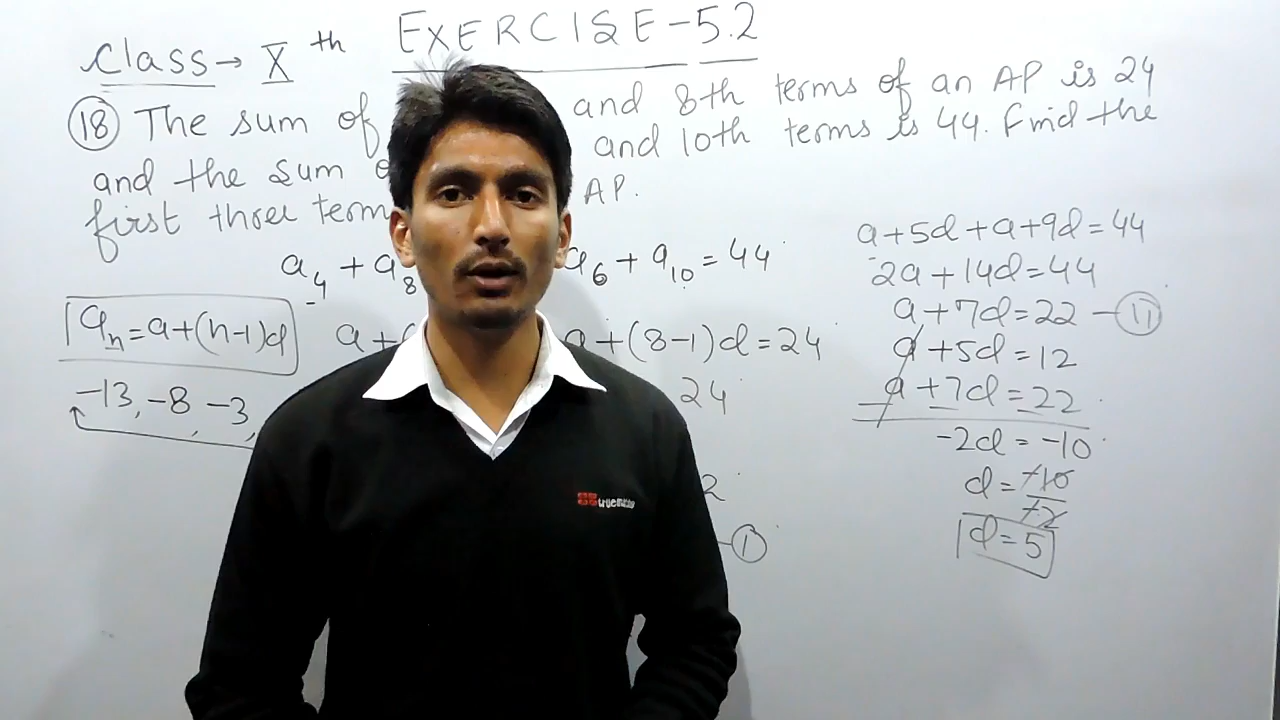 Class → Xth EXERCISE-5.2
(18) The sum of and 8th terms of an AP is 24
and the sum and 10th terms is 44. Find the
first three term AP.
a4 + a8 a6 + a10 = 44
an = a+(n-1)d
a+ a+(8-1)d = 24
24
2
-13, -8, -3,
(1)
a+5d+a+9d=44
2a+14d=44
a+7d=22 -(11)
a+5d=12
a+7d=22
-2d=-10
d=-10
-2
d=5